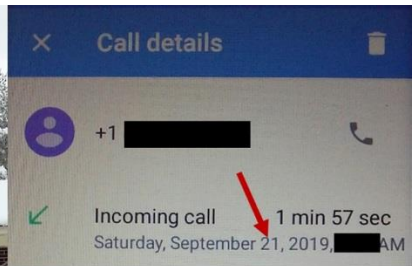 Call details
+1
Incoming call 1 min 57 sec
Saturday, September 21, 2019, AM